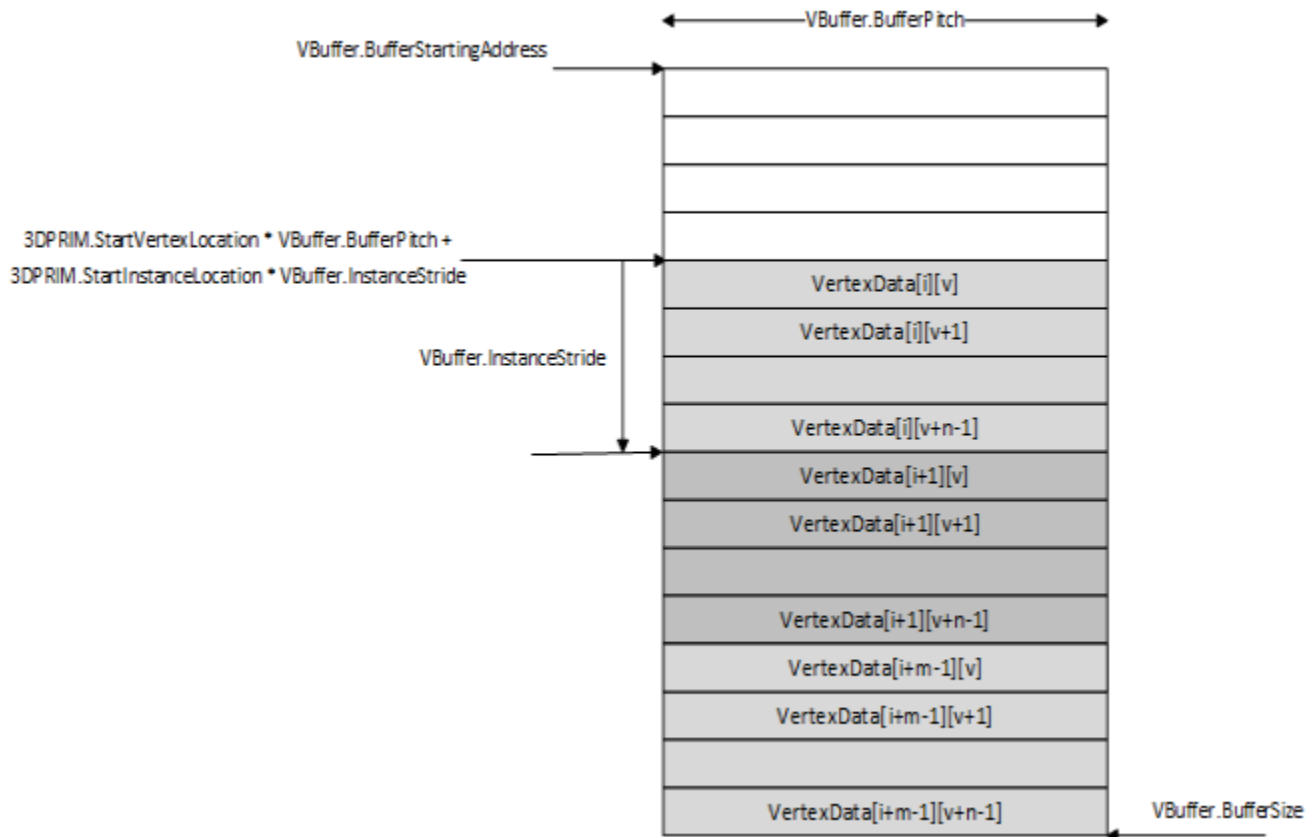 VBuffer.BufferPitch
VBuffer.BufferStartingAddress
3DPRIM.StartVertexLocation * VBuffer.BufferPitch +
3DPRIM.StartInstanceLocation * VBuffer.InstanceStride
VertexData[i][v]
VertexData[i][v+1]
VBuffer.InstanceStride
VertexData[i][v+n-1]
VertexData[i+1][v]
VertexData[i+1][v+1]
VertexData[i+1][v+n-1]
VertexData[i+m-1][v]
VertexData[i+m-1][v+1]
VertexData[i+m-1][v+n-1]
VBuffer.BufferSize